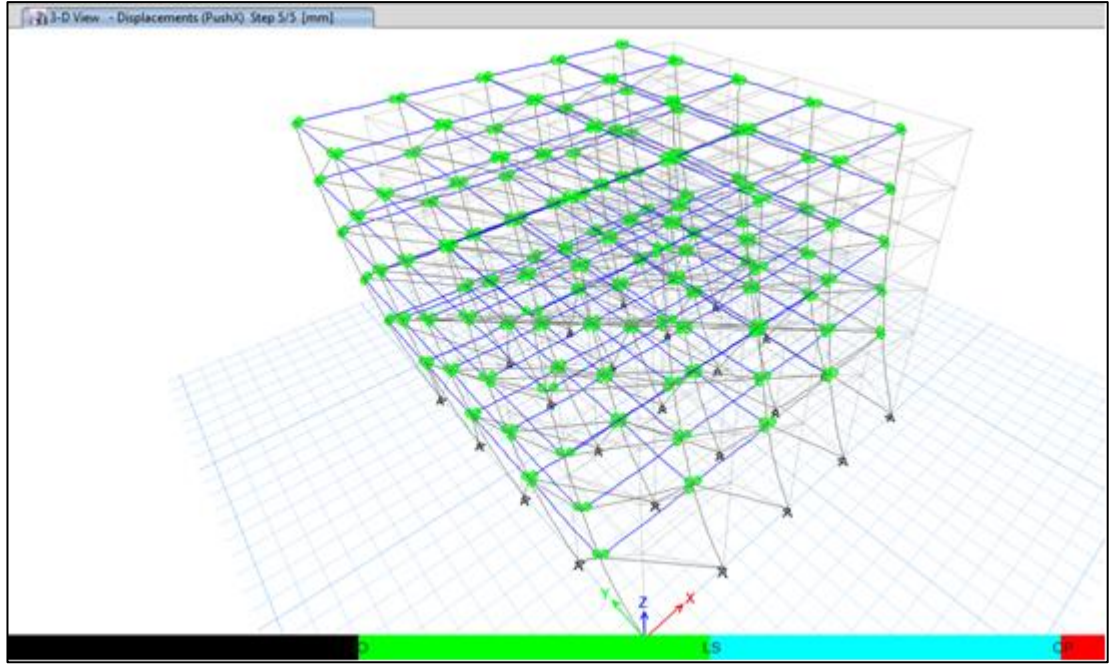 3-D View - Displacements (PushX) Step 5/5 [mm]
Y
Z
X
IO
LS
CP